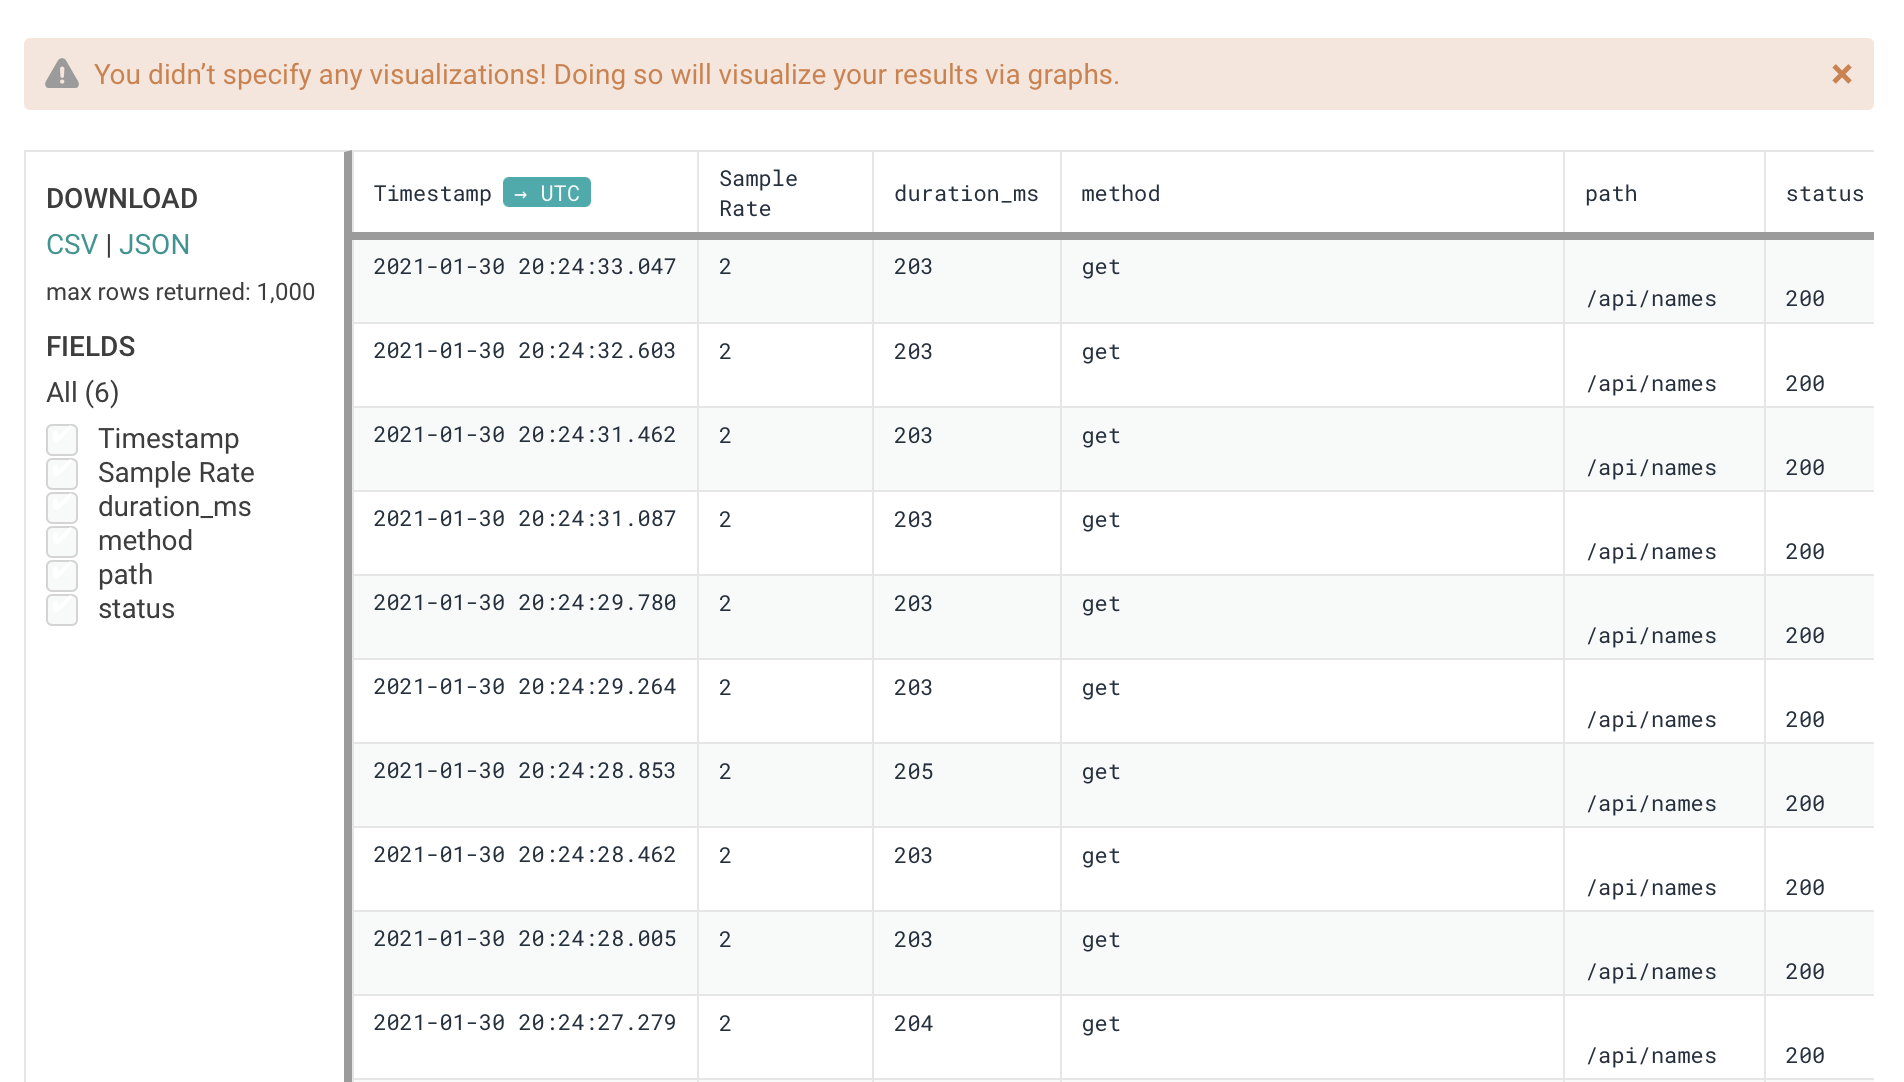 You didn’t specify any visualizations! Doing so will visualize your results via graphs.
DOWNLOAD
CSV | JSON
max rows returned: 1,000
FIELDS
All (6)
Timestamp
Sample Rate
duration_ms
method
path
status
Timestamp → UTC Sample Rate duration_ms method path status
2021-01-30 20:24:33.047 2 203 get /api/names 200
2021-01-30 20:24:32.603 2 203 get /api/names 200
2021-01-30 20:24:31.462 2 203 get /api/names 200
2021-01-30 20:24:31.087 2 203 get /api/names 200
2021-01-30 20:24:29.780 2 203 get /api/names 200
2021-01-30 20:24:29.264 2 203 get /api/names 200
2021-01-30 20:24:28.853 2 205 get /api/names 200
2021-01-30 20:24:28.462 2 203 get /api/names 200
2021-01-30 20:24:28.005 2 203 get /api/names 200
2021-01-30 20:24:27.279 2 204 get /api/names 200